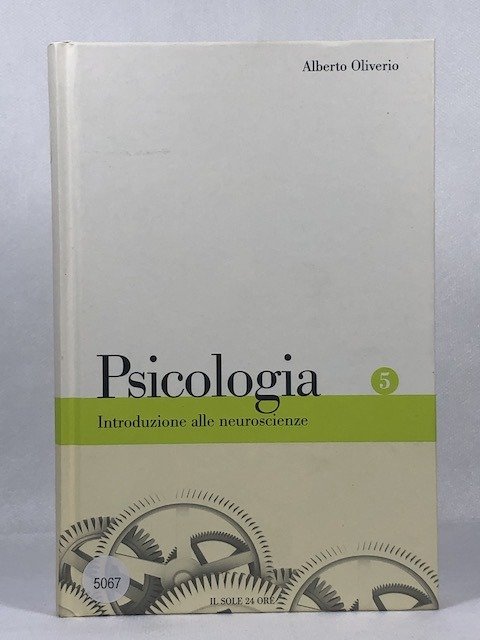 Alberto Oliverio
Psicologia
5
Introduzione alle neuroscienze
5067
IL SOLE 24 ORE